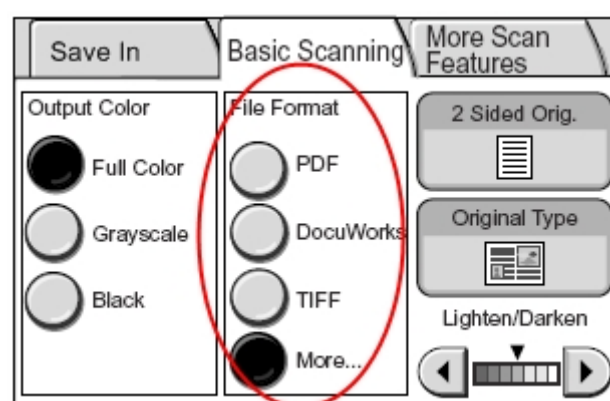 Save In
Basic Scanning
More Scan
Features
Output Color
Full Color
Grayscale
Black
File Format
PDF
DocuWorks
TIFF
More...
2 Sided Orig.
Original Type
Lighten/Darken